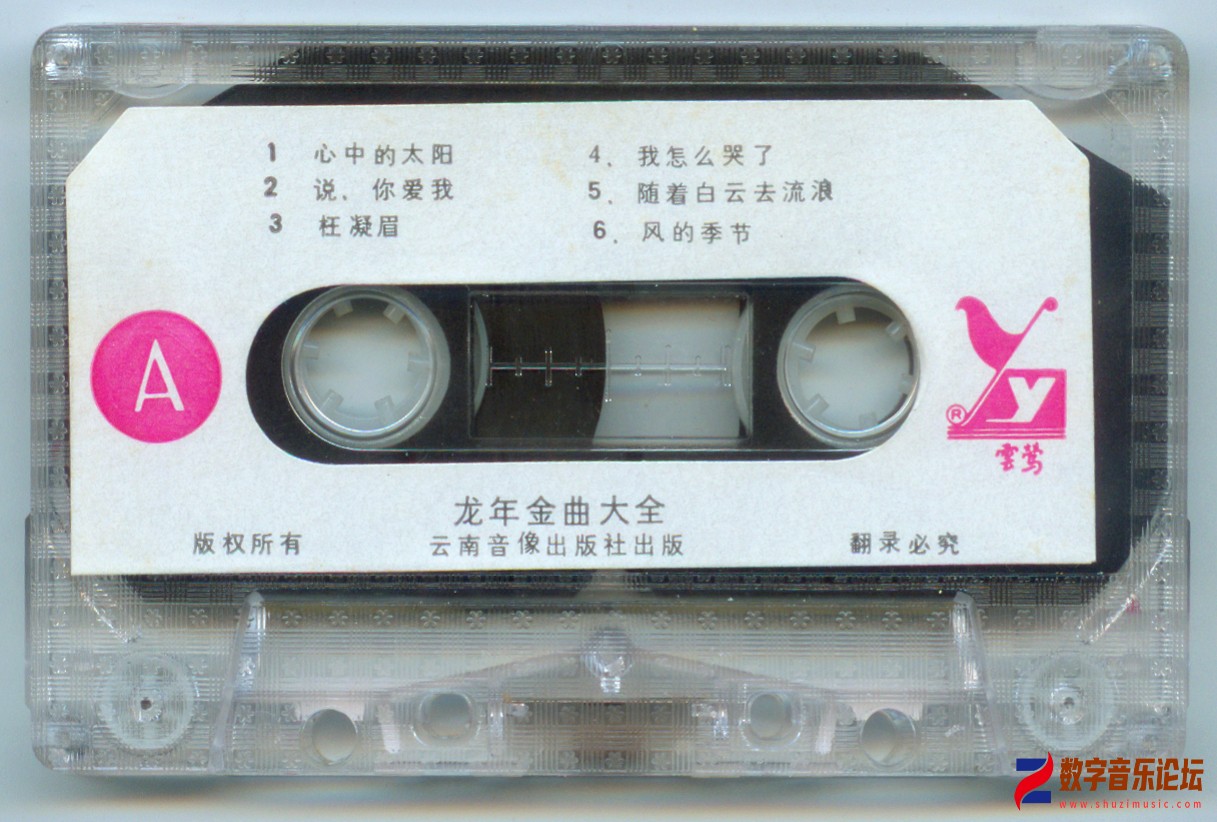 1 心中的太阳
2 说、你爱我
3 枉凝眉
4、我怎么哭了
5、随着白云去流浪
6、风的季节
A
y
®
雲莺
龙年金曲大全
版权所有 云南音像出版社出版 翻录必究
数字音乐论坛
www.shuzimusic.com